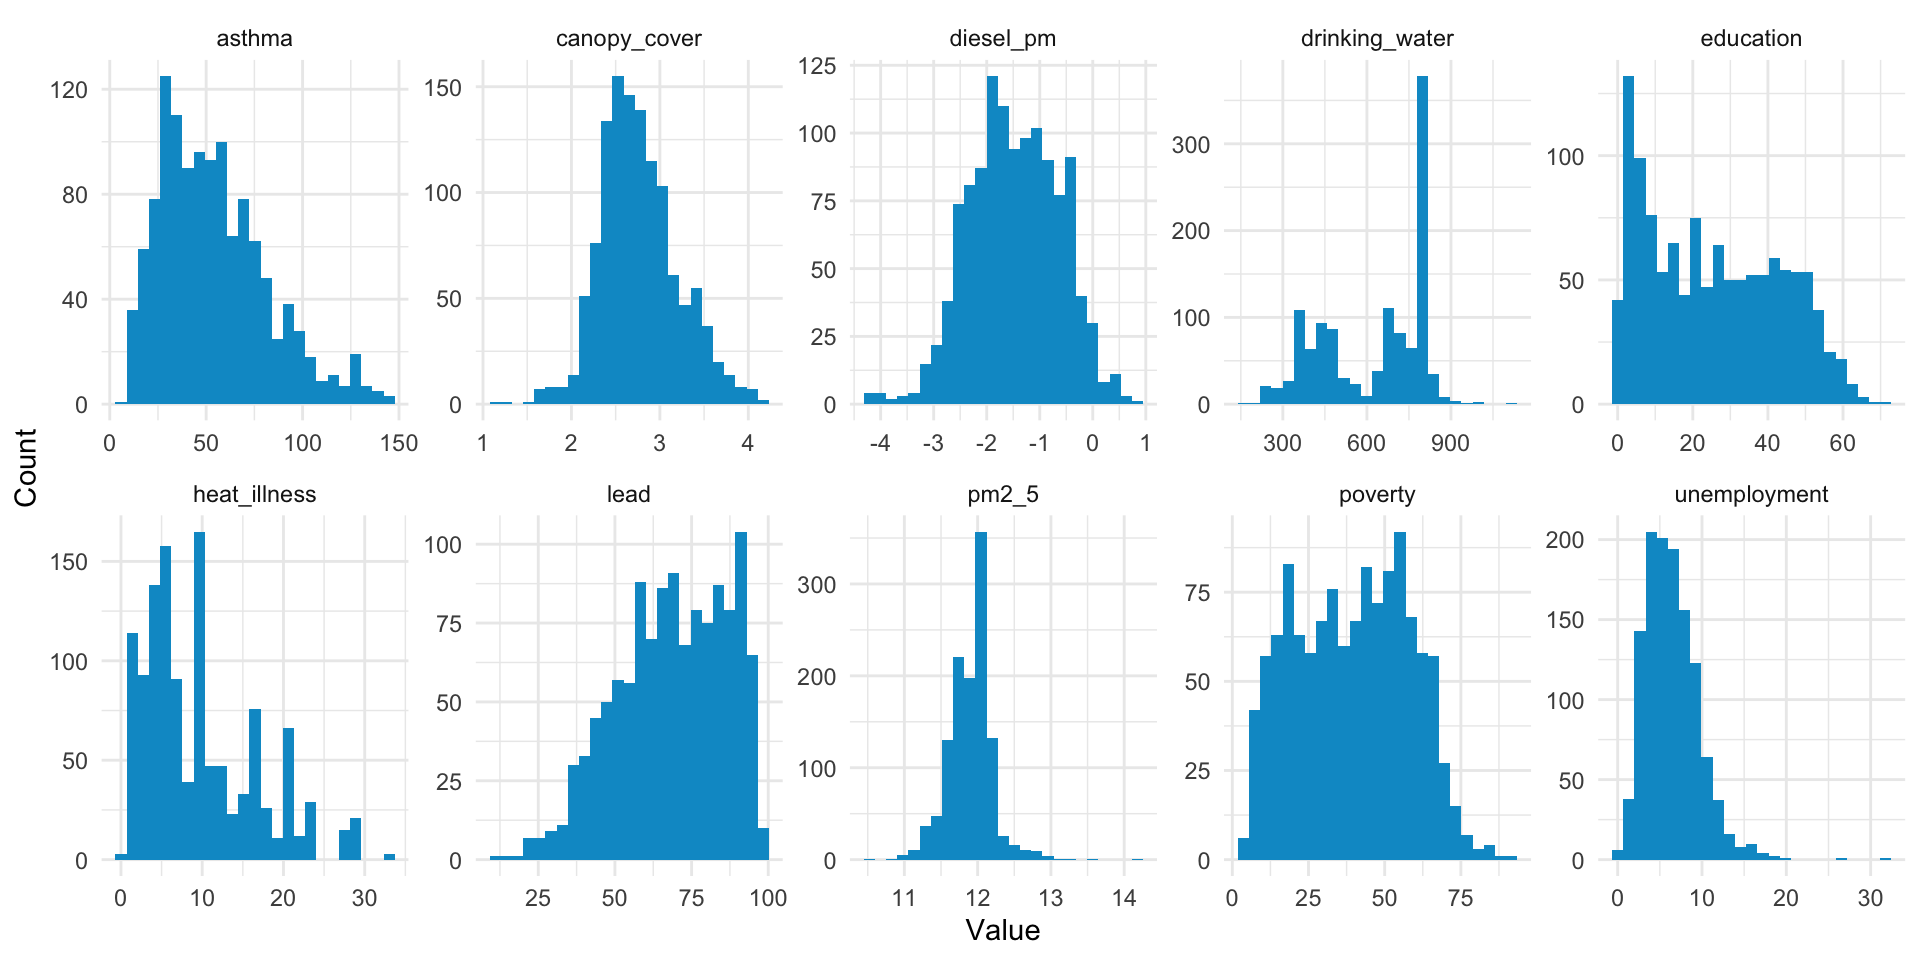 asthma
canopy_cover
diesel_pm
drinking_water
education
120
80
40
0
0 50 100 150
150
100
50
0
1 2 3 4
125
100
75
50
25
0
-4 -3 -2 -1 0 1
300
200
100
0
300 600 900
100
50
0
0 20 40 60
Count
heat_illness
lead
pm2_5
poverty
unemployment
150
100
50
0
0 10 20 30
100
75
50
25
0
25 50 75 100
300
200
100
0
11 12 13 14
75
50
25
0
0 25 50 75
200
150
100
50
0
0 10 20 30
Value